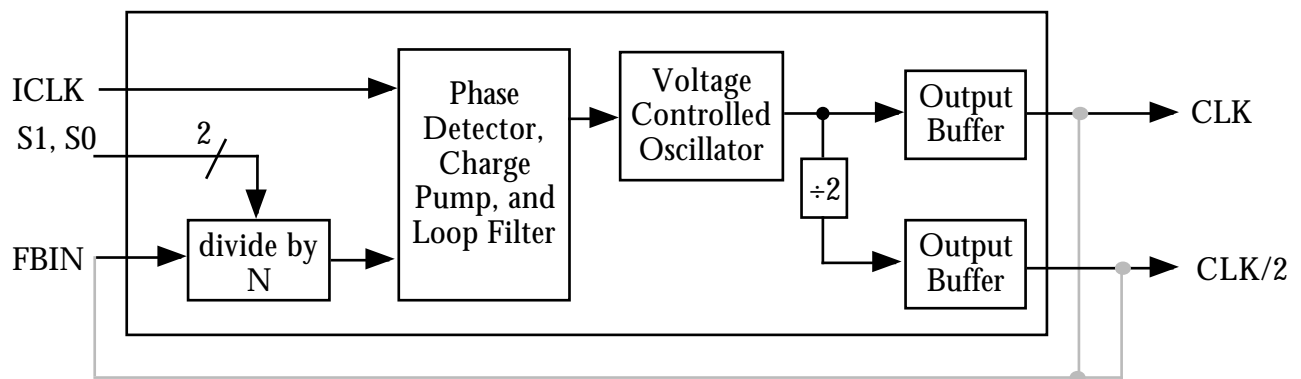 ICLK
S1, S0
2
FBIN
divide by
N
Phase
Detector,
Charge
Pump, and
Loop Filter
Voltage
Controlled
Oscillator
÷2
Output
Buffer
CLK
Output
Buffer
CLK/2